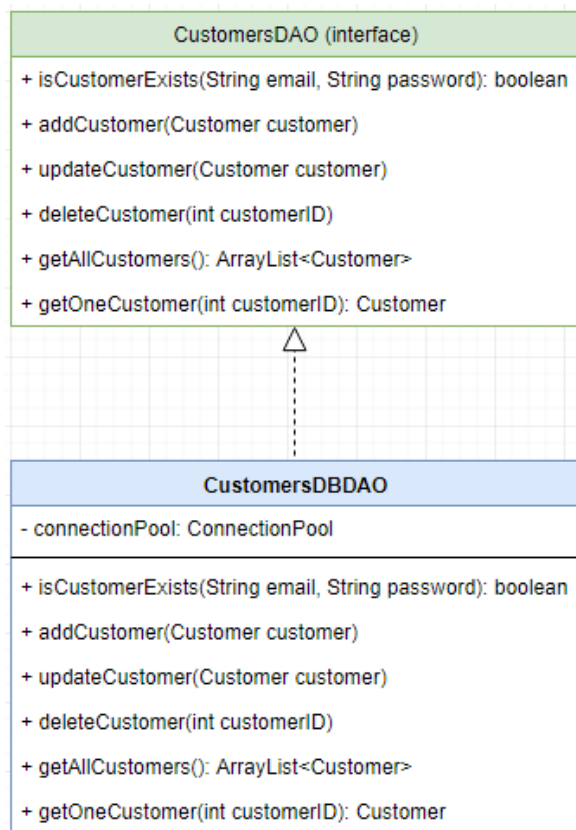 CustomersDAO (interface)
+ isCustomerExists(String email, String password): boolean
+ addCustomer(Customer customer)
+ updateCustomer(Customer customer)
+ deleteCustomer(int customerID)
+ getAllCustomers(): ArrayList<Customer>
+ getOneCustomer(int customerID): Customer
CustomersDBDAO
- connectionPool: ConnectionPool
+ isCustomerExists(String email, String password): boolean
+ addCustomer(Customer customer)
+ updateCustomer(Customer customer)
+ deleteCustomer(int customerID)
+ getAllCustomers(): ArrayList<Customer>
+ getOneCustomer(int customerID): Customer